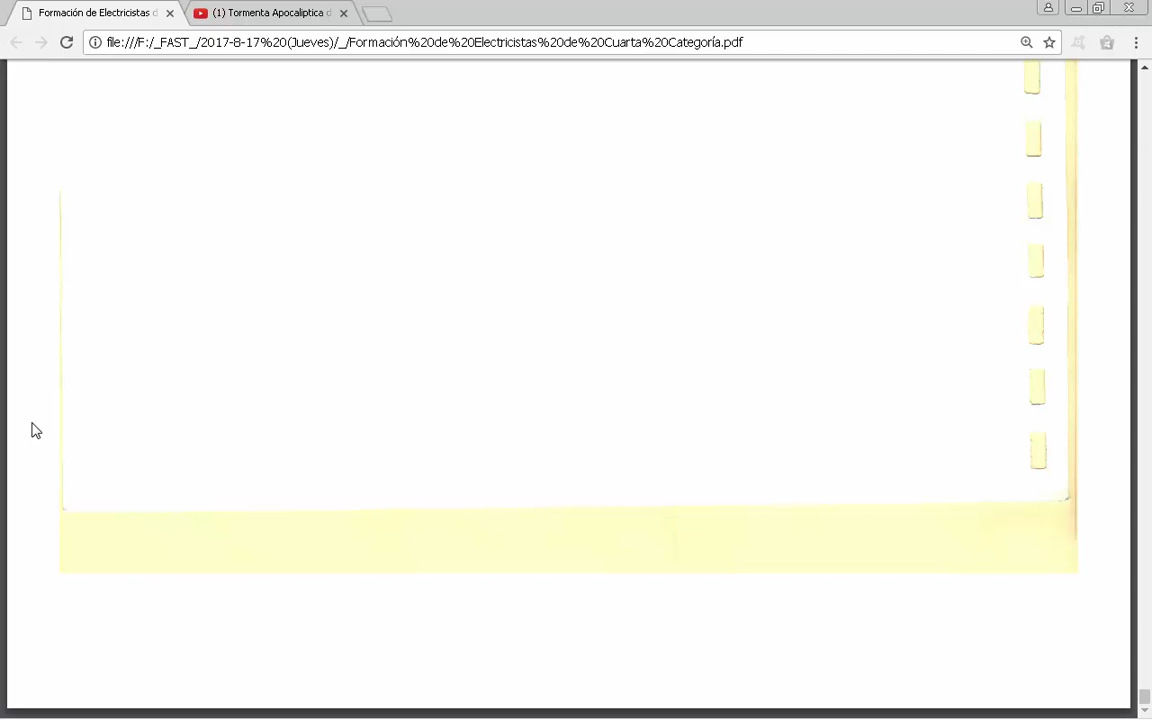 Formación de Electricistas d
(1) Tormenta Apocaliptica d
file:///F:/_FAST_/2017-8-17%20(Jueves)/_/Formación%20de%20Electricistas%20de%20Cuarta%20Categoría.pdf